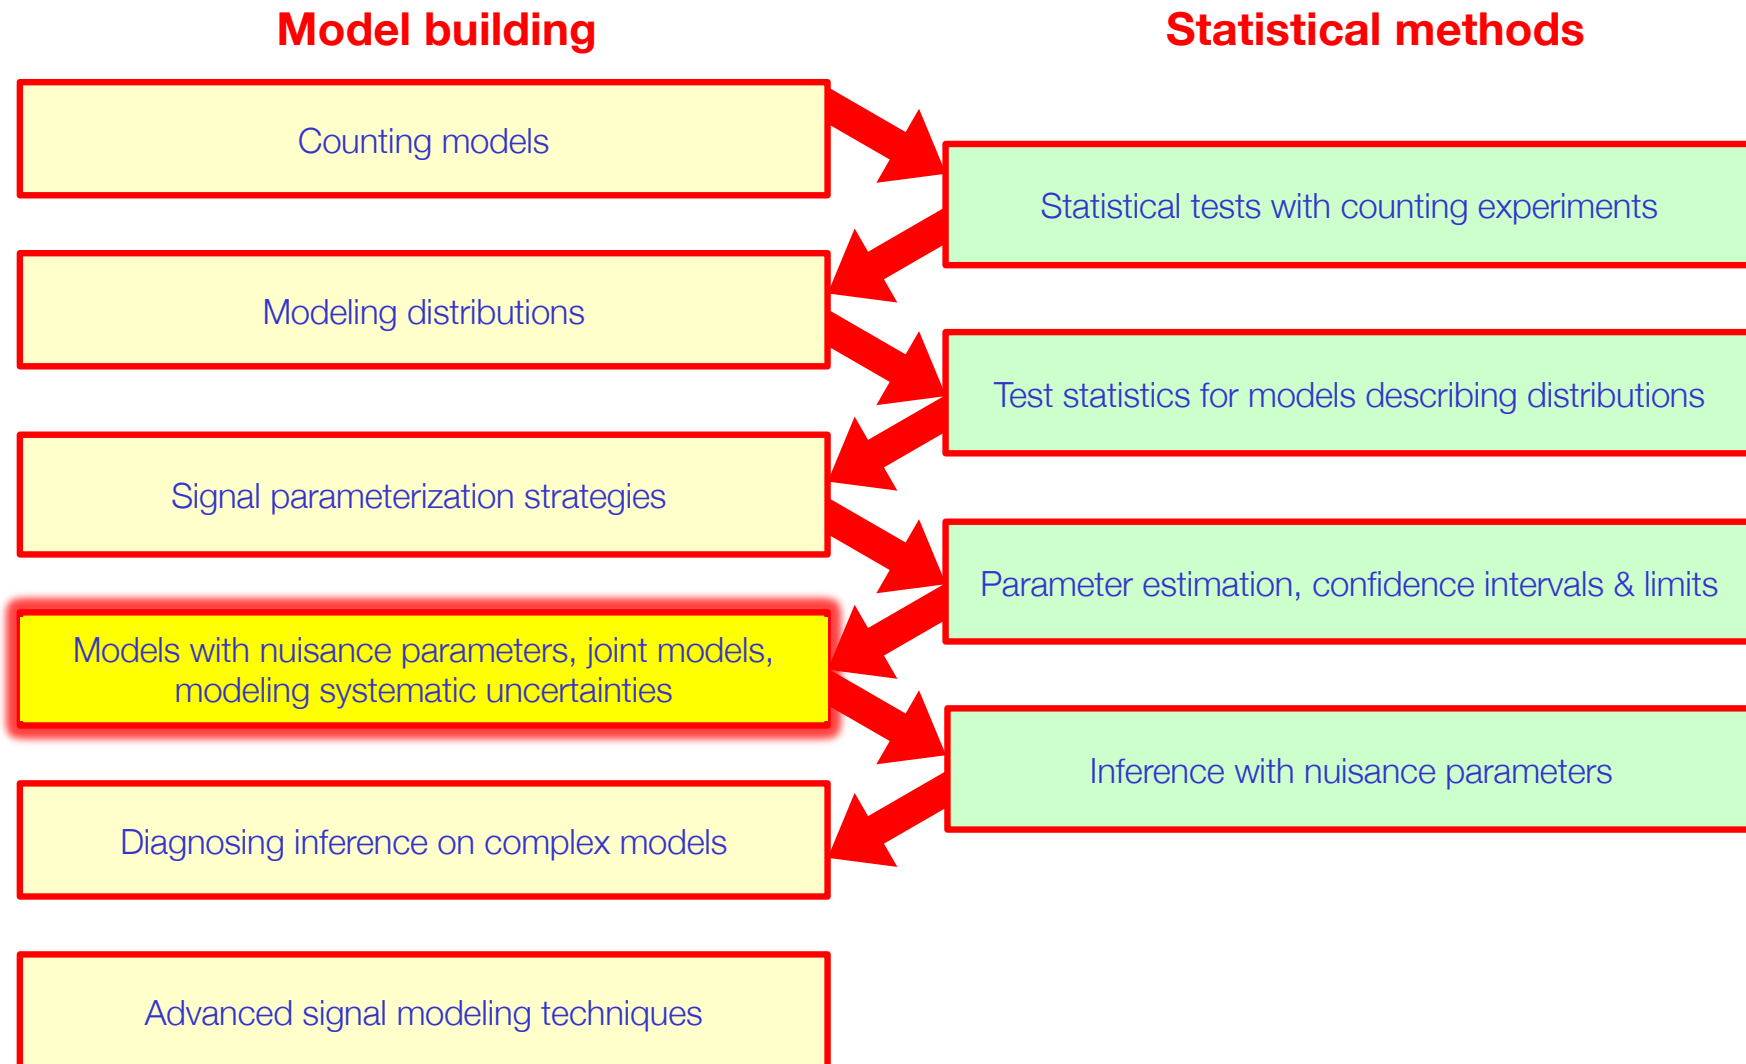 Model building
Statistical methods
Counting models
Statistical tests with counting experiments
Modeling distributions
Test statistics for models describing distributions
Signal parameterization strategies
Parameter estimation, confidence intervals & limits
Models with nuisance parameters, joint models,
modeling systematic uncertainties
Inference with nuisance parameters
Diagnosing inference on complex models
Advanced signal modeling techniques